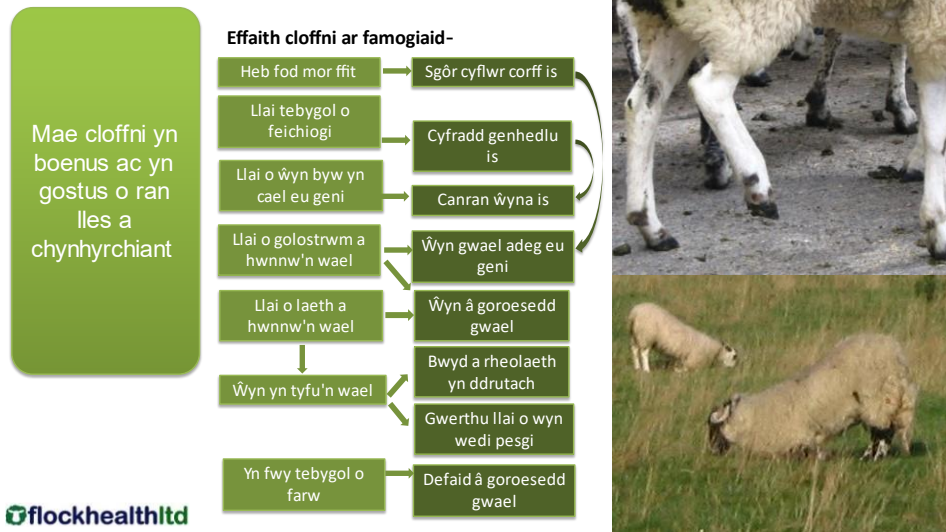 Mae cloffni yn
boenus ac yn
gostus o ran
lles a
chynhyrchiant
Effaith cloffni ar famogiaid-
Heb fod mor ffit
Sgôr cyflwr corff is
Llai tebygol o
feichiogi
Cyfradd genhedlu
is
Llai o ŵyn byw yn
cael eu geni
Canran ŵyna is
Llai o golostrwm a
hwnnw'n wael
Ŵyn gwael adeg eu
geni
Llai o laeth a
hwnnw'n wael
Ŵyn â goroesedd
gwael
Ŵyn yn tyfu'n wael
Bwyd a rheolaeth
yn ddrutach
Gwerthu llai o wyn
wedi pesgi
Yn fwy tebygol o
farw
Defaid â goroesedd
gwael
flockhealthltd